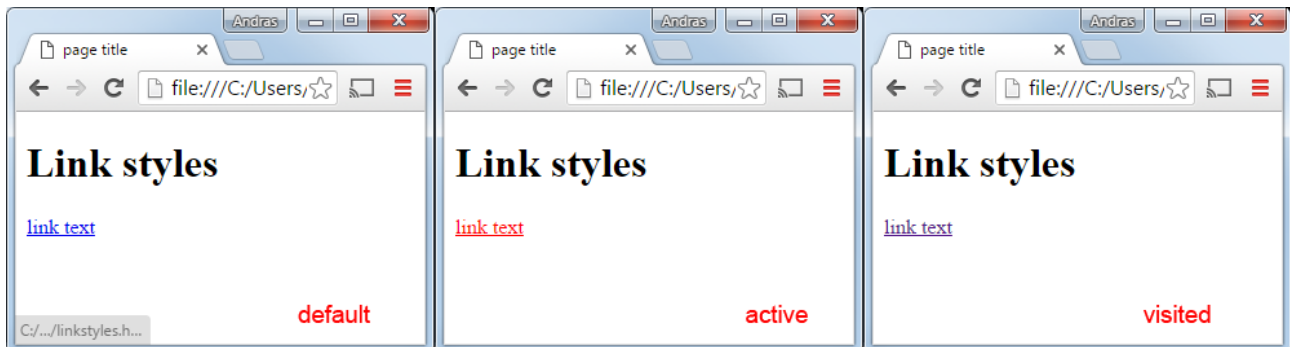 Andras
page title
file:///C:/Users/
Link styles
link text
default
C:/.../linkstyles.h...
Andras
page title
file:///C:/Users/
Link styles
link text
active
Andras
page title
file:///C:/Users/
Link styles
link text
visited